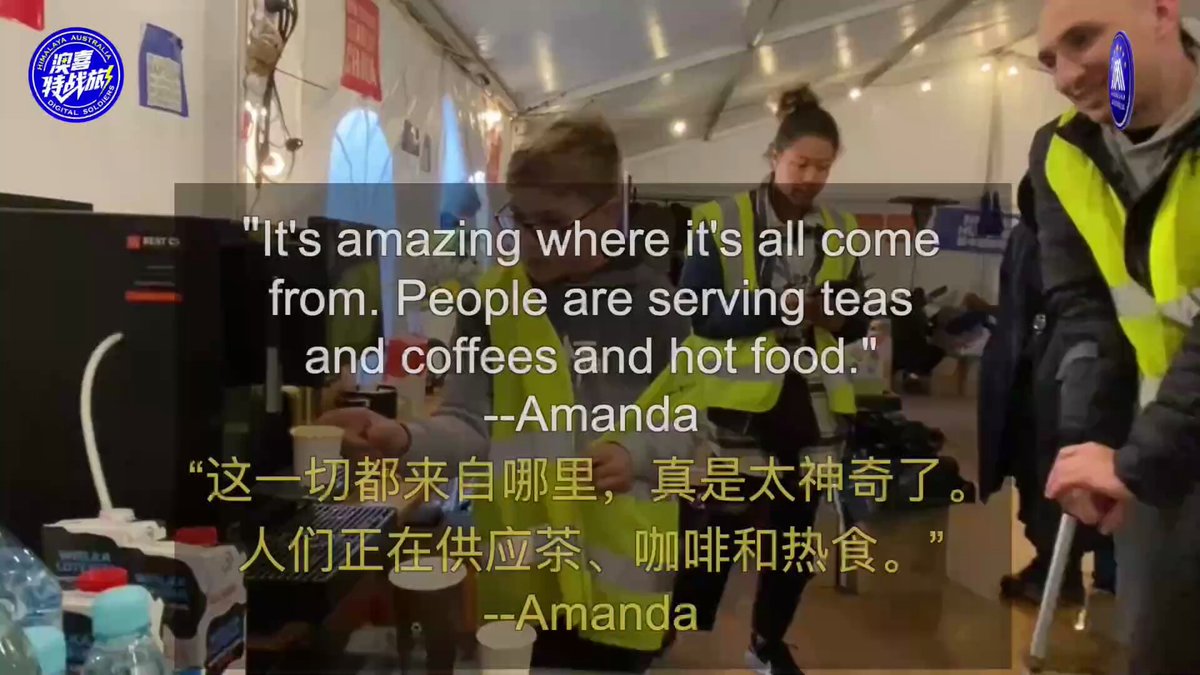 HIMALAYA AUSTRALIA
澳喜
特战旅
DIGITAL SOLDIERS
CHINA
BEST
"It's amazing where it's all come
from. People are serving teas
and coffees and hot food."
--Amanda
“这一切都来自哪里，真是太神奇了。
人们正在供应茶、咖啡和热食。”
--Amanda